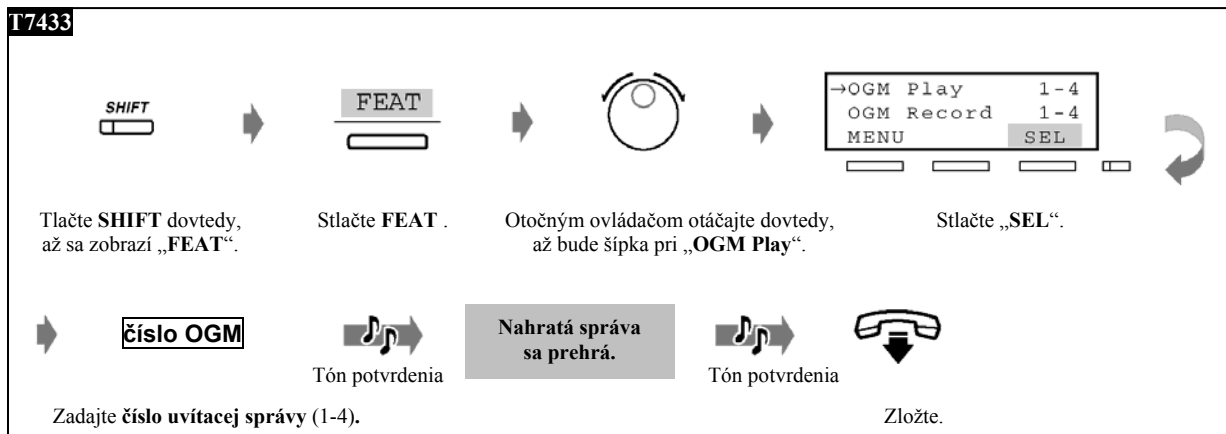 T7433
SHIFT
FEAT
→OGM Play 1-4
OGM Record 1-4
MENU SEL
Tlačte SHIFT dovtedy,
až sa zobrazí „FEAT“.
Stlačte FEAT .
Otočným ovládačom otáčajte dovtedy,
až bude šípka pri „OGM Play“.
Stlačte „SEL“.
číslo OGM
Tón potvrdenia
Nahratá správa
sa prehrá.
Tón potvrdenia
Zadajte číslo uvítacej správy (1-4).
Zložte.